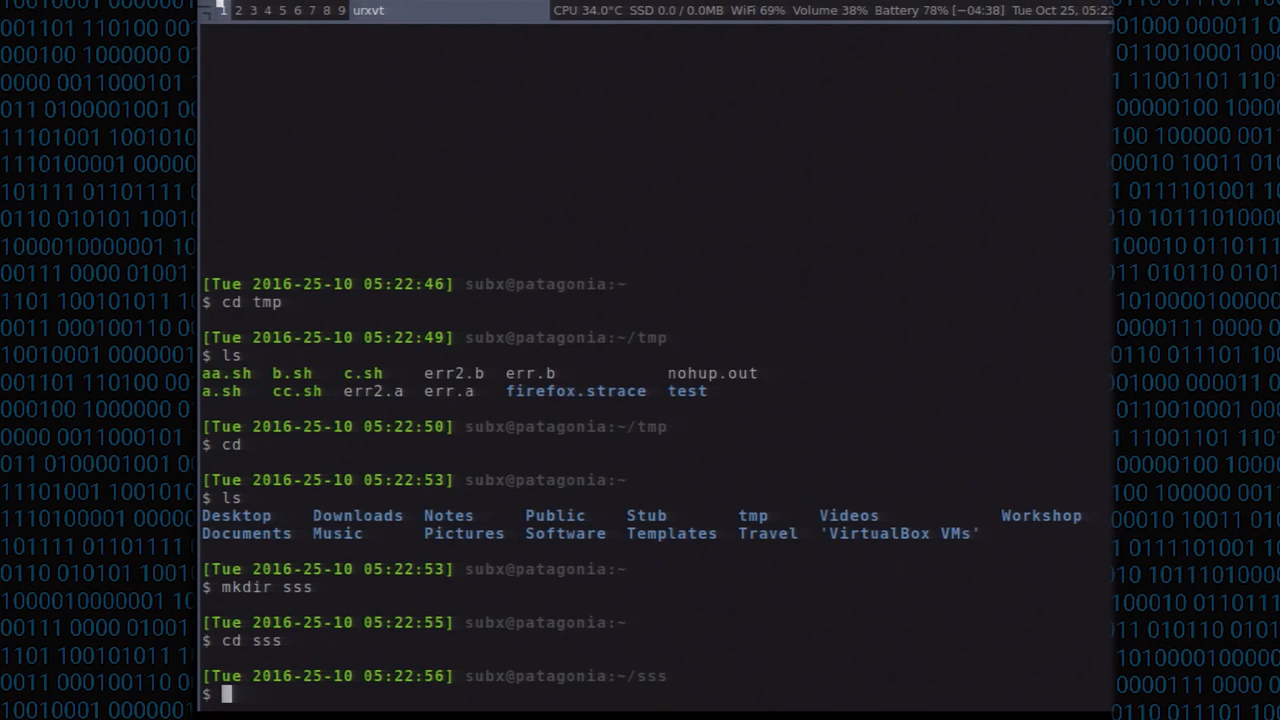 1 2 3 4 5 6 7 8 9 urxvt CPU 34.0°C SSD 0.0 / 0.0MB WiFi 69% Volume 38% Battery 78% [−04:38] Tue Oct 25, 05:22
[Tue 2016-25-10 05:22:46] subx@patagonia:~
$ cd tmp
[Tue 2016-25-10 05:22:49] subx@patagonia:~/tmp
$ ls
aa.sh b.sh c.sh err2.b err.b nohup.out
a.sh cc.sh err2.a err.a firefox.strace test
[Tue 2016-25-10 05:22:50] subx@patagonia:~/tmp
$ cd
[Tue 2016-25-10 05:22:53] subx@patagonia:~
$ ls
Desktop Downloads Notes Public Stub tmp Videos Workshop
Documents Music Pictures Software Templates Travel 'VirtualBox VMs'
[Tue 2016-25-10 05:22:53] subx@patagonia:~
$ mkdir sss
[Tue 2016-25-10 05:22:55] subx@patagonia:~
$ cd sss
[Tue 2016-25-10 05:22:56] subx@patagonia:~/sss
$